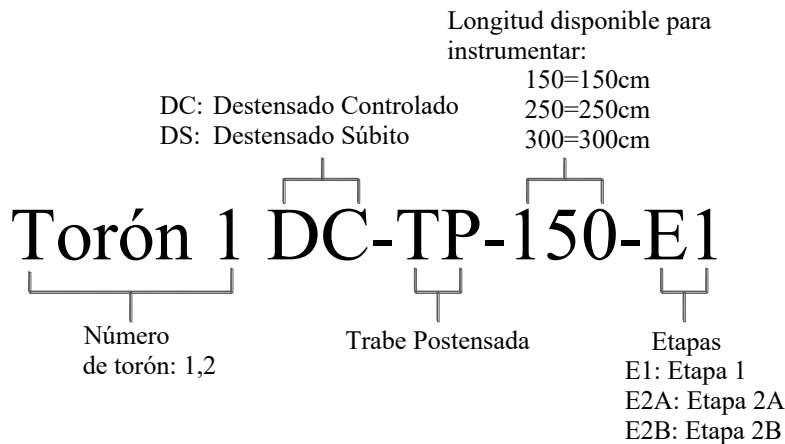 Longitud disponible para
instrumentar:
150=150cm
250=250cm
300=300cm
DC: Destensado Controlado
DS: Destensado Súbito
Torón 1 DC-TP-150-E1
Número
de torón: 1,2
Trabe Postensada
Etapas
E1: Etapa 1
E2A: Etapa 2A
E2B: Etapa 2B